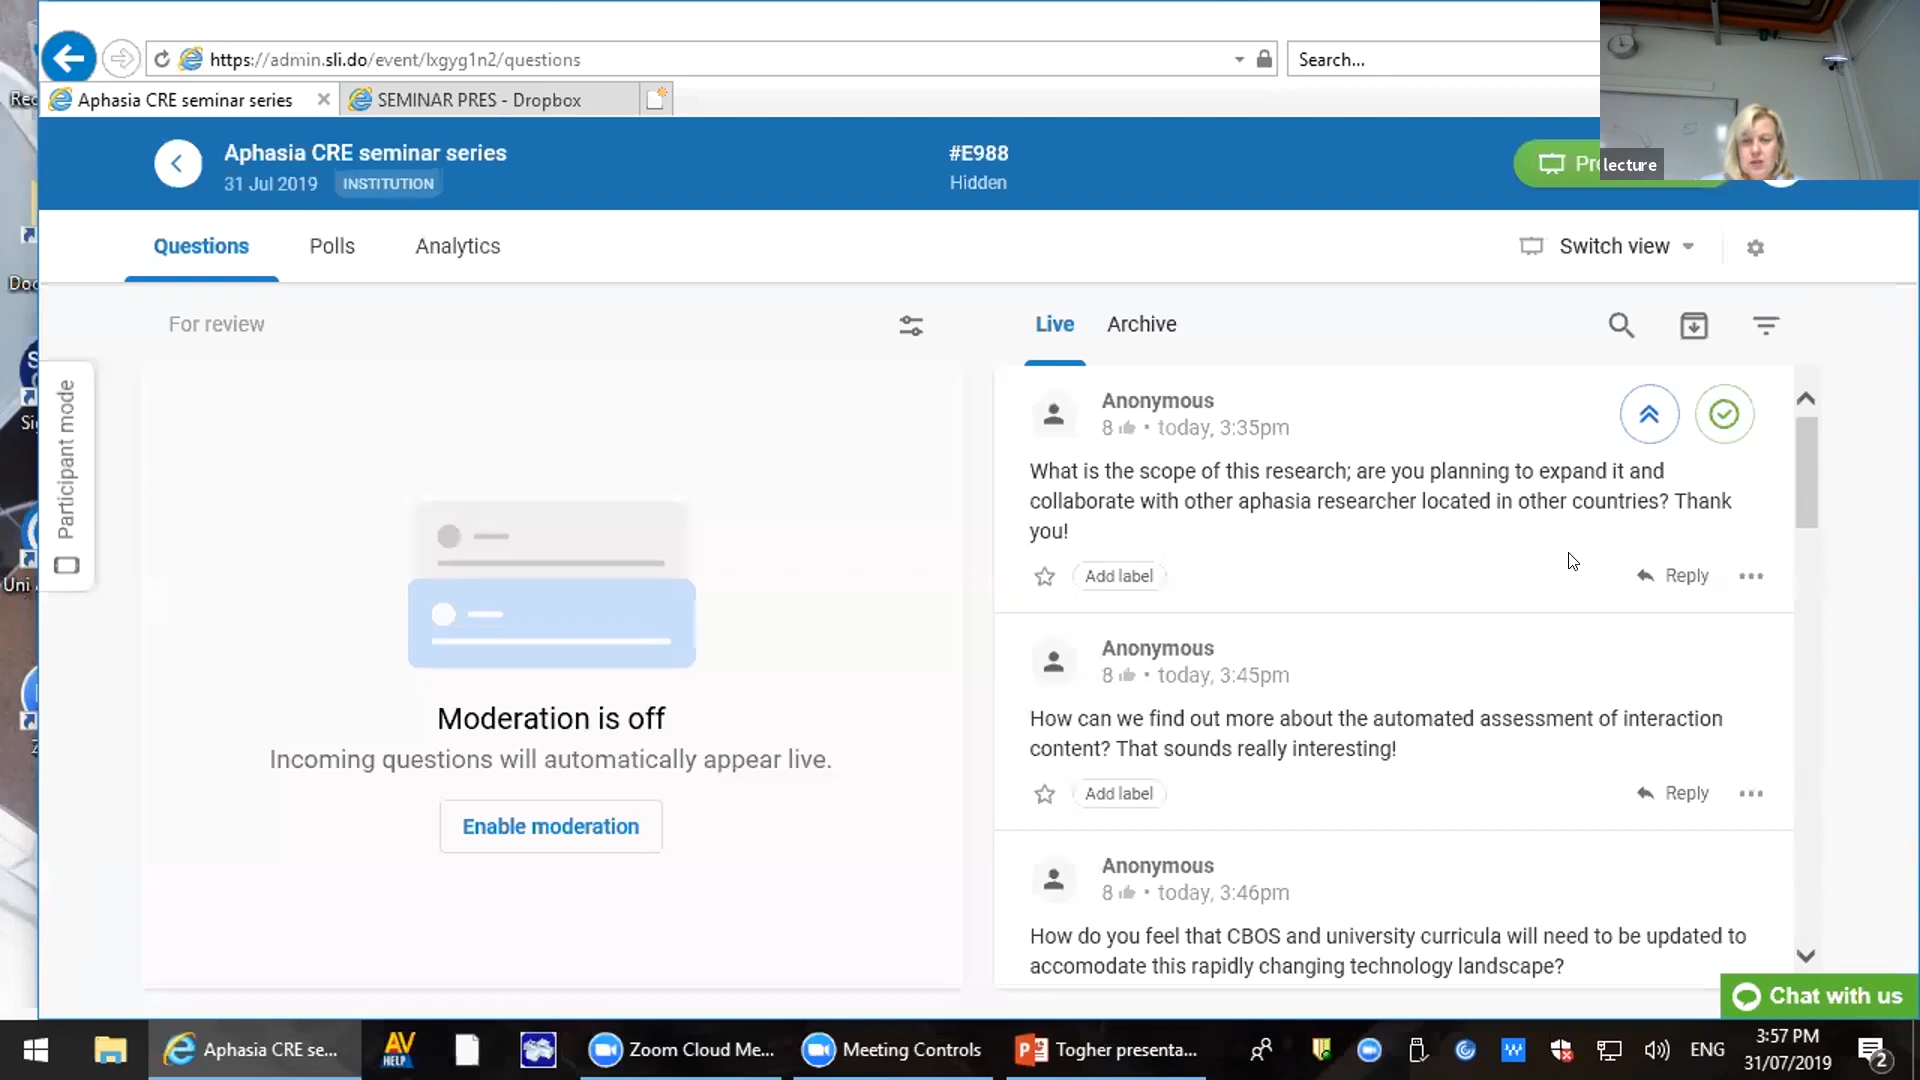 https://admin.sli.do/event/lxgyg1n2/questions
Search...
Aphasia CRE seminar series
SEMINAR PRES - Dropbox
Aphasia CRE seminar series
31 Jul 2019
INSTITUTION
#E988
Hidden
lecture
Questions
Polls
Analytics
Switch view
For review
Live
Archive
Participant mode
Moderation is off
Incoming questions will automatically appear live.
Enable moderation
Anonymous
8 • today, 3:35pm
What is the scope of this research; are you planning to expand it and
collaborate with other aphasia researcher located in other countries? Thank
you!
Add label
Reply
Anonymous
8 • today, 3:45pm
How can we find out more about the automated assessment of interaction
content? That sounds really interesting!
Add label
Reply
Anonymous
8 • today, 3:46pm
How do you feel that CBOS and university curricula will need to be updated to
accomodate this rapidly changing technology landscape?
Chat with us
Aphasia CRE se...
AV
HELP
Zoom Cloud Me...
Meeting Controls
Togher presenta...
ENG
3:57 PM
31/07/2019
2